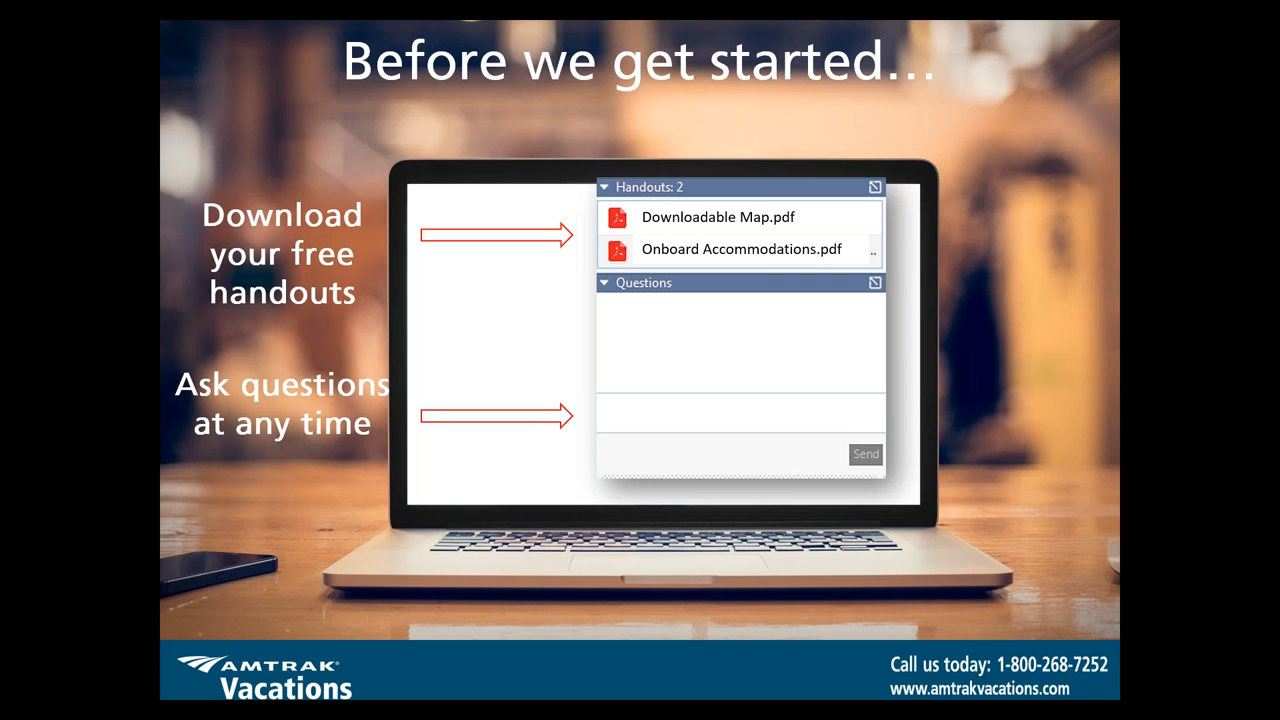 Before we get started...
Download
your free
handouts
Handouts: 2
Downloadable Map.pdf
Onboard Accommodations.pdf
..
Questions
Ask questions
at any time
Send
AMTRAK®
Vacations
Call us today: 1-800-268-7252
www.amtrakvacations.com